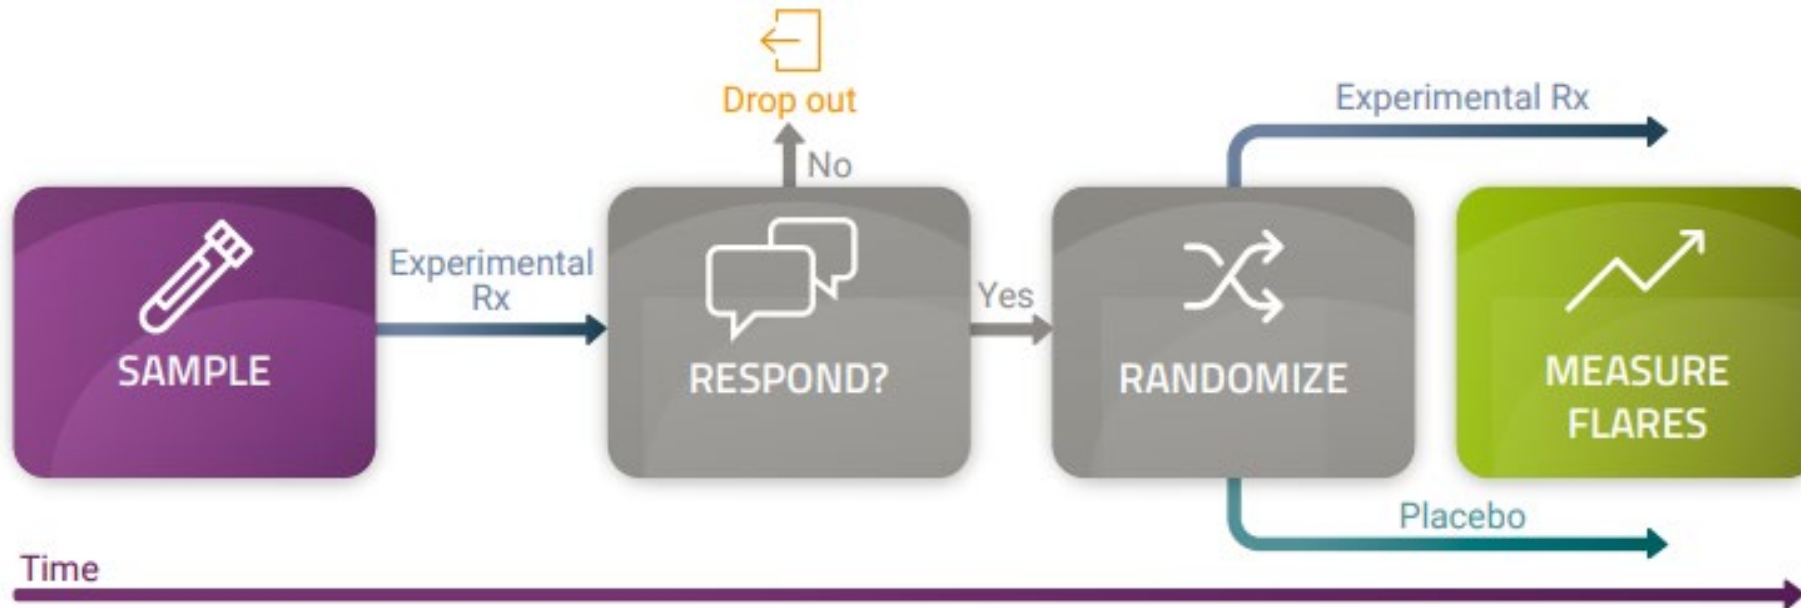 Drop out
No
Experimental Rx
SAMPLE
Experimental
Rx
RESPOND?
Yes
RANDOMIZE
MEASURE
FLARES
Placebo
Time